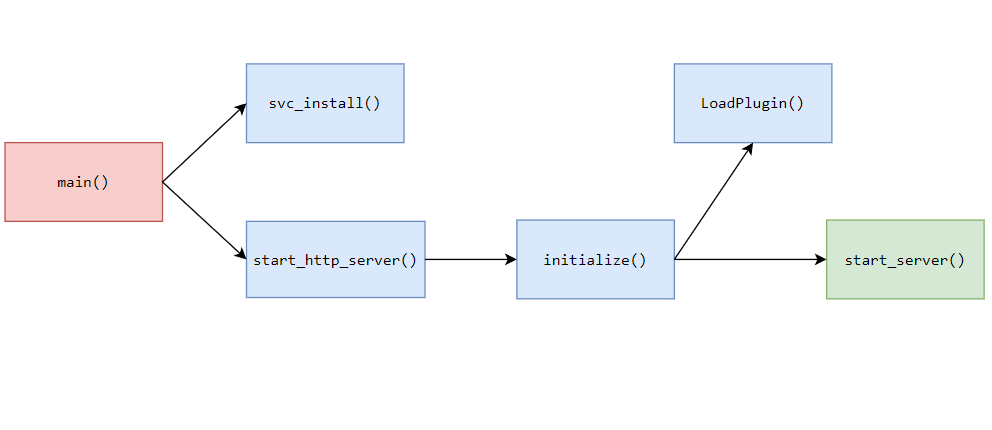 svc_install()
LoadPlugin()
main()
start_http_server()
initialize()
start_server()